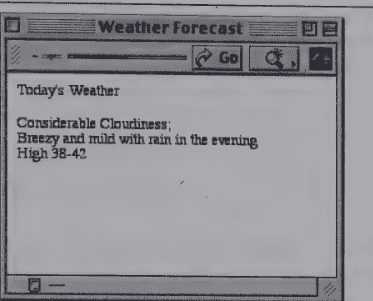 Weather Forecast
Go
Today's Weather
Considerable Cloudiness;
Breezy and mild with rain in the evening
High 38-42